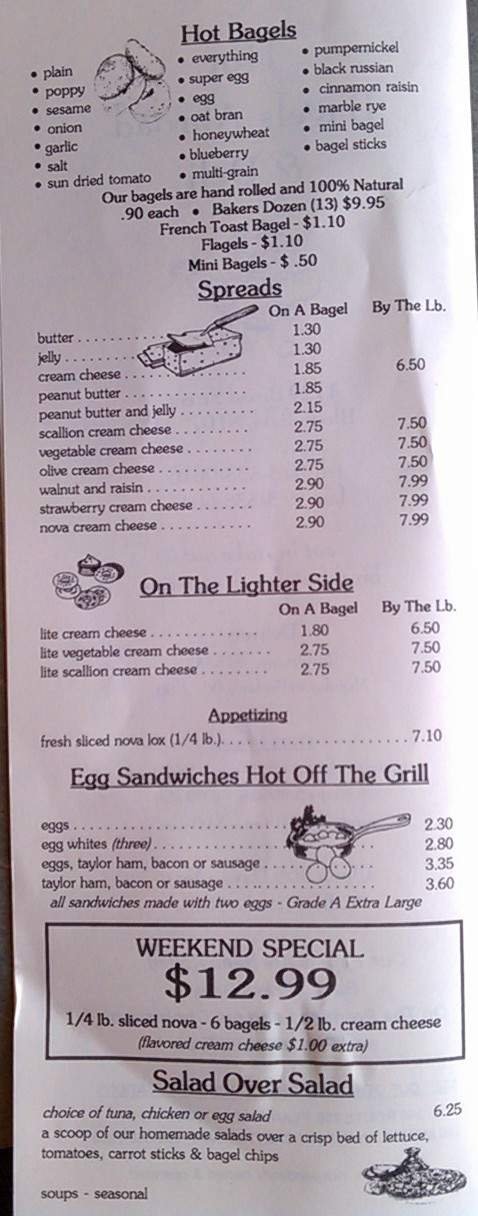 Hot Bagels
• plain
• poppy
• sesame
• onion
• garlic
• salt
• sun dried tomato
• everything
• super egg
• egg
• oat bran
• honeywheat
• blueberry
• multi-grain
• pumpernickel
• black russian
• cinnamon raisin
• marble rye
• mini bagel
• bagel sticks
Our bagels are hand rolled and 100% Natural
.90 each • Bakers Dozen (13) $9.95
French Toast Bagel - $1.10
Flagels - $1.10
Mini Bagels - $ .50
Spreads
On A Bagel By The Lb.
butter . . . . . . . . . . . 1.30
jelly . . . . . . . . . . 1.30
cream cheese . . . . . . . . . . . . . 1.85 6.50
peanut butter . . . . . . . . . . . . . . 1.85
peanut butter and jelly . . . . . . . . . 2.15
scallion cream cheese . . . . . . . . . 2.75 7.50
vegetable cream cheese . . . . . . . . 2.75 7.50
olive cream cheese . . . . . . . . . . . 2.75 7.50
walnut and raisin . . . . . . . . . . . . 2.90 7.99
strawberry cream cheese . . . . . . . 2.90 7.99
nova cream cheese . . . . . . . . . . . 2.90 7.99
On The Lighter Side
On A Bagel By The Lb.
lite cream cheese . . . . . . . . . . . . . 1.80 6.50
lite vegetable cream cheese . . . . . . . 2.75 7.50
lite scallion cream cheese . . . . . . . . 2.75 7.50
Appetizing
fresh sliced nova lox (1/4 lb.). . . . . . . . . . . . . . . . . . . . . 7.10
Egg Sandwiches Hot Off The Grill
eggs . . . . . . . . . . . . . . . . . . . . . . . 2.30
egg whites (three) . . . . . . . . . . . . . . . 2.80
eggs, taylor ham, bacon or sausage . . . . . . . . . 3.35
taylor ham, bacon or sausage . . . . . . . . . . . . . . . . 3.60
all sandwiches made with two eggs - Grade A Extra Large
WEEKEND SPECIAL
$12.99
1/4 lb. sliced nova - 6 bagels - 1/2 lb. cream cheese
(flavored cream cheese $1.00 extra)
Salad Over Salad
choice of tuna, chicken or egg salad 6.25
a scoop of our homemade salads over a crisp bed of lettuce,
tomatoes, carrot sticks & bagel chips
soups - seasonal